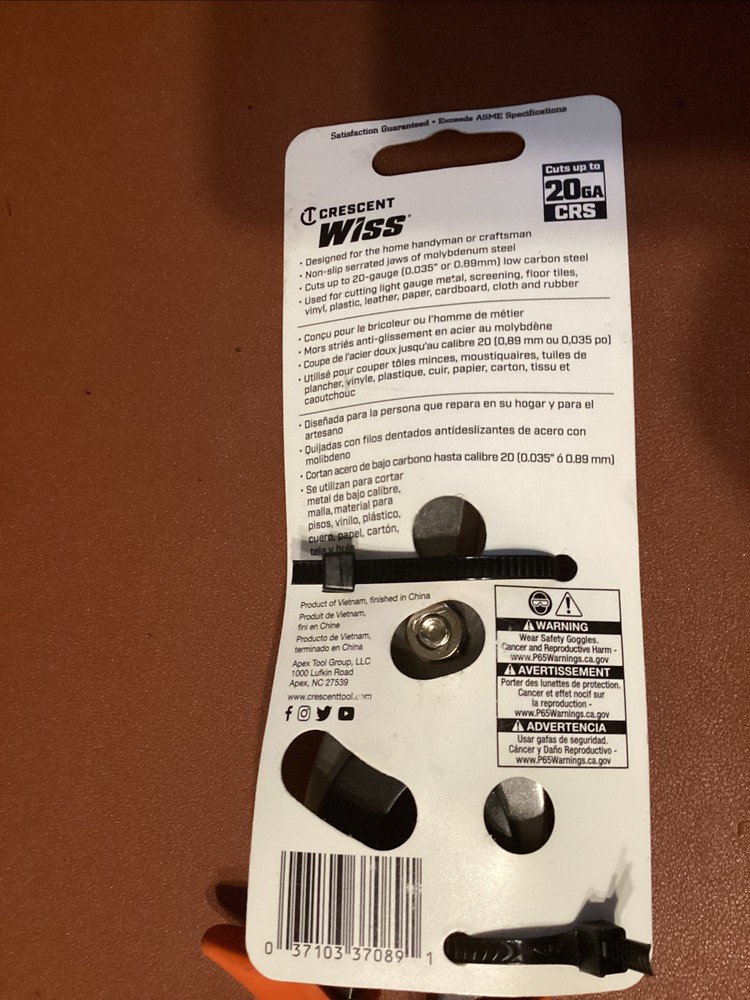 Satisfaction Guaranteed • Exceeds ASME Specifications
Cuts up to
20GA
CRS
CRESCENT
Wiss®
• Designed for the home handyman or craftsman
• Non-slip serrated jaws of molybdenum steel
• Cuts up to 20-gauge (0.035" or 0.89mm) low carbon steel
• Used for cutting light gauge metal, screening, floor tiles,
vinyl, plastic, leather, paper, cardboard, cloth and rubber
• Conçu pour le bricoleur ou l'homme de métier
• Mors striés anti-glissement en acier au molybdène
• Coupe de l'acier doux jusqu'au calibre 20 (0,89 mm ou 0,035 po)
• Utilisé pour couper tôles minces, moustiquaires, tuiles de
plancher, vinyle, plastique, cuir, papier, carton, tissu et
caoutchouc
• Diseñada para la persona que repara en su hogar y para el
artesano
• Quijadas con filos dentados antideslizantes de acero con
molibdeno
• Cortan acero de bajo carbono hasta calibre 20 (0.035" ó 0.89 mm)
• Se utilizan para cortar
metal de bajo calibre,
malla, material para
pisos, vinilo, plástico,
cuero, papel, cartón,
tela y hule
Product of Vietnam, finished in China
Produit de Vietnam,
fini en Chine
Producto de Vietnam,
terminado en China
Apex Tool Group, LLC
1000 Lufkin Road
Apex, NC 27539
www.crescenttool.com
WARNING
Wear Safety Goggles.
Cancer and Reproductive Harm -
www.P65Warnings.ca.gov
AVERTISSEMENT
Porter des lunettes de protection.
Cancer et effet nocif sur
la reproduction -
www.P65Warnings.ca.gov
ADVERTENCIA
Usar gafas de seguridad.
Cáncer y Daño Reproductivo -
www.P65Warnings.ca.gov
0 37103 37089 1